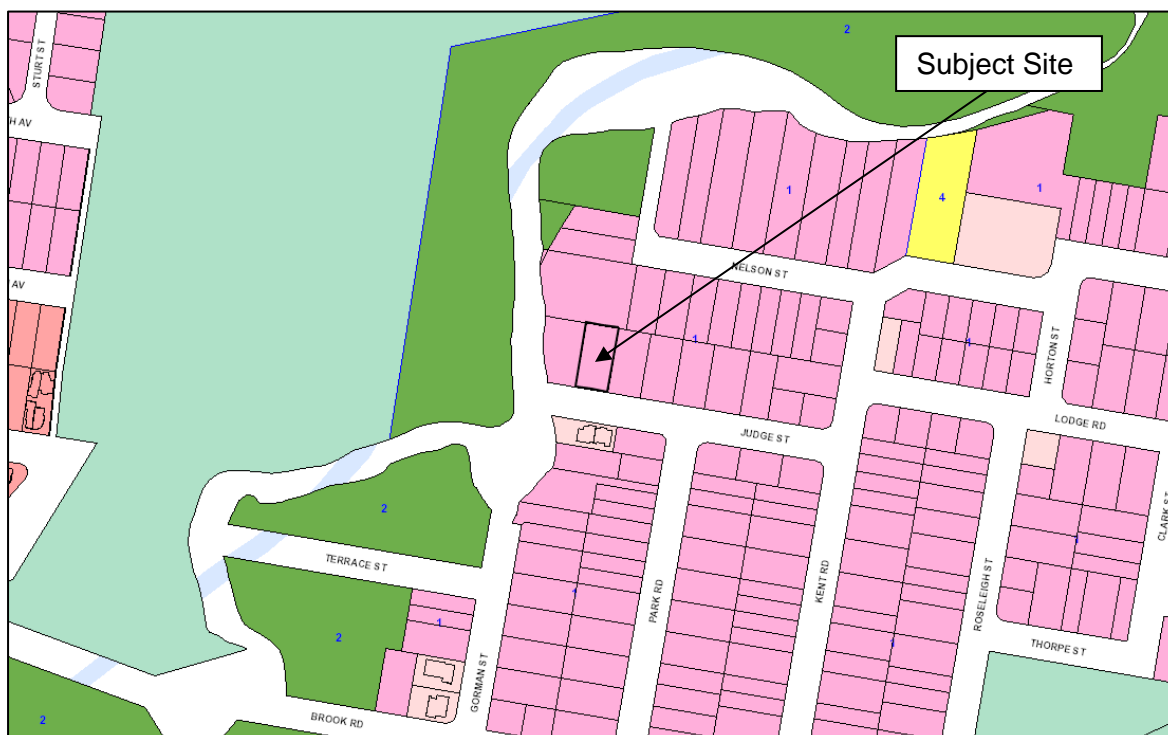 2
Subject Site
STURT ST
H AV
1
1
4
NELSON ST
AV
1
4
HORTON ST
LODGE RD
JUDGE ST
CLARK ST
2
TERRACE ST
1
1
PARK RD
KENT RD
ROSELEIGH ST
1
1
2
THORPE ST
GORMAN ST
2
BROOK RD